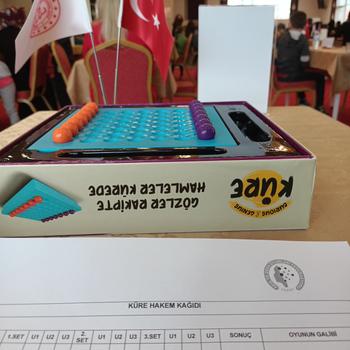 GÖZLER RAKİPTE
HAMLELER KÜREDE
KÜRE
CURIOUS & GENIUS
KÜRE HAKEM KAĞIDI
1.SET U1 U2 U3 2. SET U1 U2 U3 3.SET U1 U2 U3 SONUÇ OYUNUN GALİBİ